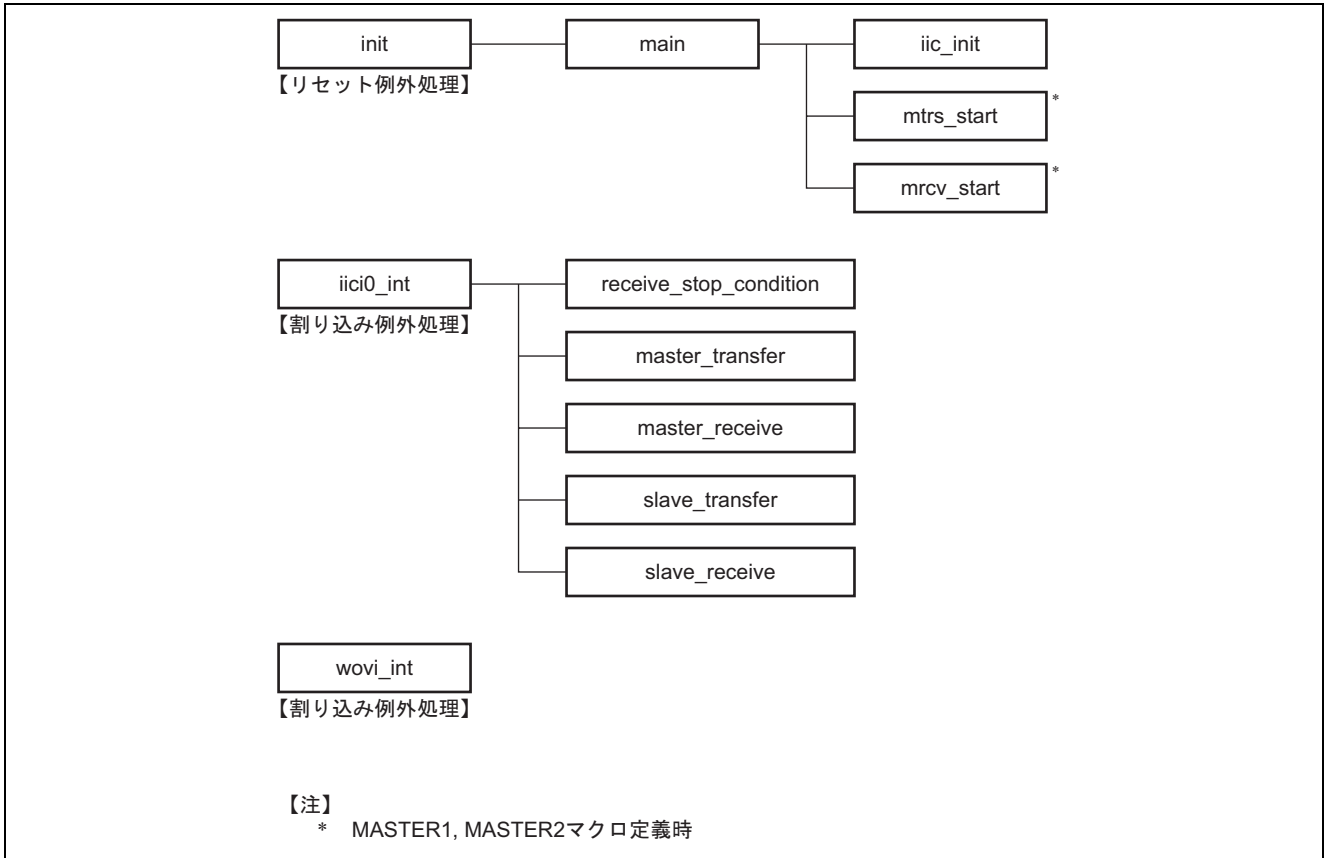 init
main
iic_init
【リセット例外処理】
mtrs_start
*
mrcv_start
*
iici0_int
receive_stop_condition
【割り込み例外処理】
master_transfer
master_receive
slave_transfer
slave_receive
wovi_int
【割り込み例外処理】
【注】
* MASTER1, MASTER2マクロ定義時